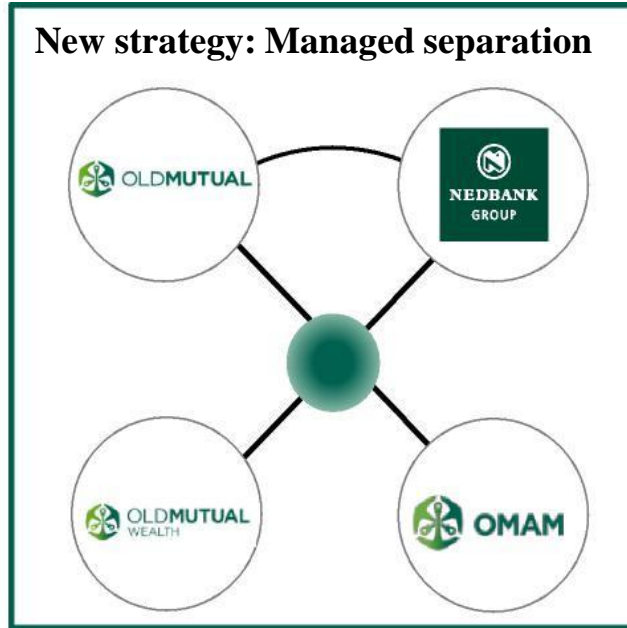 New strategy: Managed separation
OLDMUTUAL
NEDBANK
GROUP
OLDMUTUAL
WEALTH
OMAM